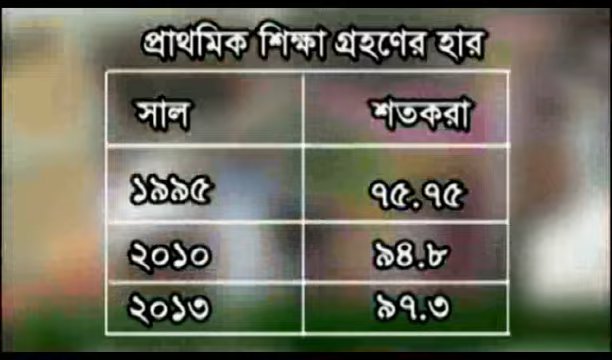 প্রাথমিক শিক্ষা গ্রহণের হার
সাল শতকরা
১৯৯৫ ৭৫.৭৫
২০১০ ৯৪.৮
২০১৩ ৯৭.৩